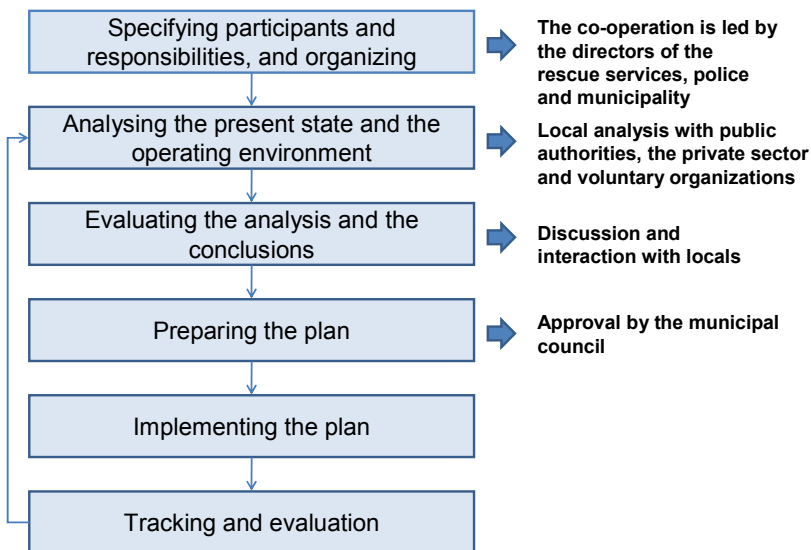 Specifying participants and
responsibilities, and organizing
The co-operation is led by
the directors of the
rescue services, police
and municipality
Analysing the present state and the
operating environment
Local analysis with public
authorities, the private sector
and voluntary organizations
Evaluating the analysis and the
conclusions
Discussion and
interaction with locals
Preparing the plan
Approval by the municipal
council
Implementing the plan
Tracking and evaluation